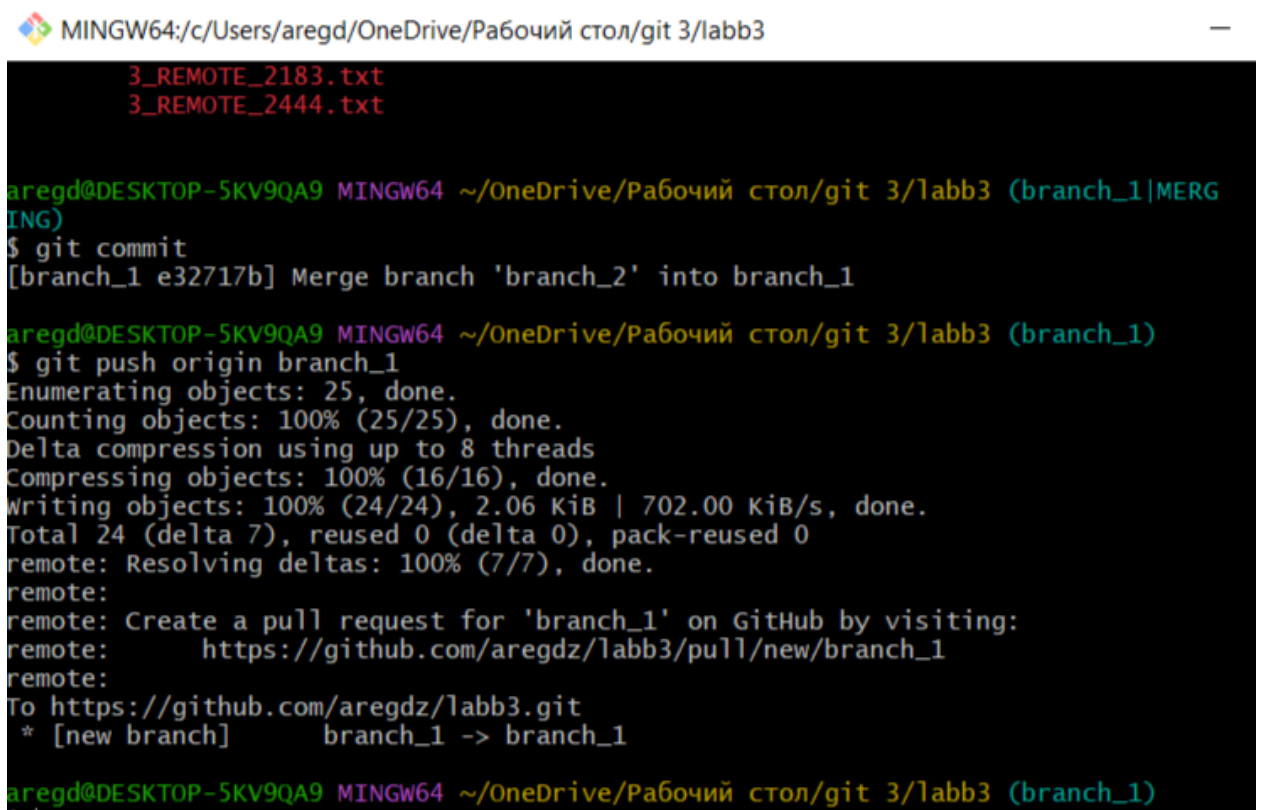 MINGW64:/c/Users/aregd/OneDrive/Рабочий стол/git 3/labb3
3_REMOTE_2183.txt
3_REMOTE_2444.txt
aregd@DESKTOP-5KV9QA9 MINGW64 ~/OneDrive/Рабочий стол/git 3/labb3 (branch_1|MERG
ING)
$ git commit
[branch_1 e32717b] Merge branch 'branch_2' into branch_1
aregd@DESKTOP-5KV9QA9 MINGW64 ~/OneDrive/Рабочий стол/git 3/labb3 (branch_1)
$ git push origin branch_1
Enumerating objects: 25, done.
Counting objects: 100% (25/25), done.
Delta compression using up to 8 threads
Compressing objects: 100% (16/16), done.
Writing objects: 100% (24/24), 2.06 KiB | 702.00 KiB/s, done.
Total 24 (delta 7), reused 0 (delta 0), pack-reused 0
remote: Resolving deltas: 100% (7/7), done.
remote:
remote: Create a pull request for 'branch_1' on GitHub by visiting:
remote:      https://github.com/aregdz/labb3/pull/new/branch_1
remote:
To https://github.com/aregdz/labb3.git
 * [new branch]      branch_1 -> branch_1
aregd@DESKTOP-5KV9QA9 MINGW64 ~/OneDrive/Рабочий стол/git 3/labb3 (branch_1)